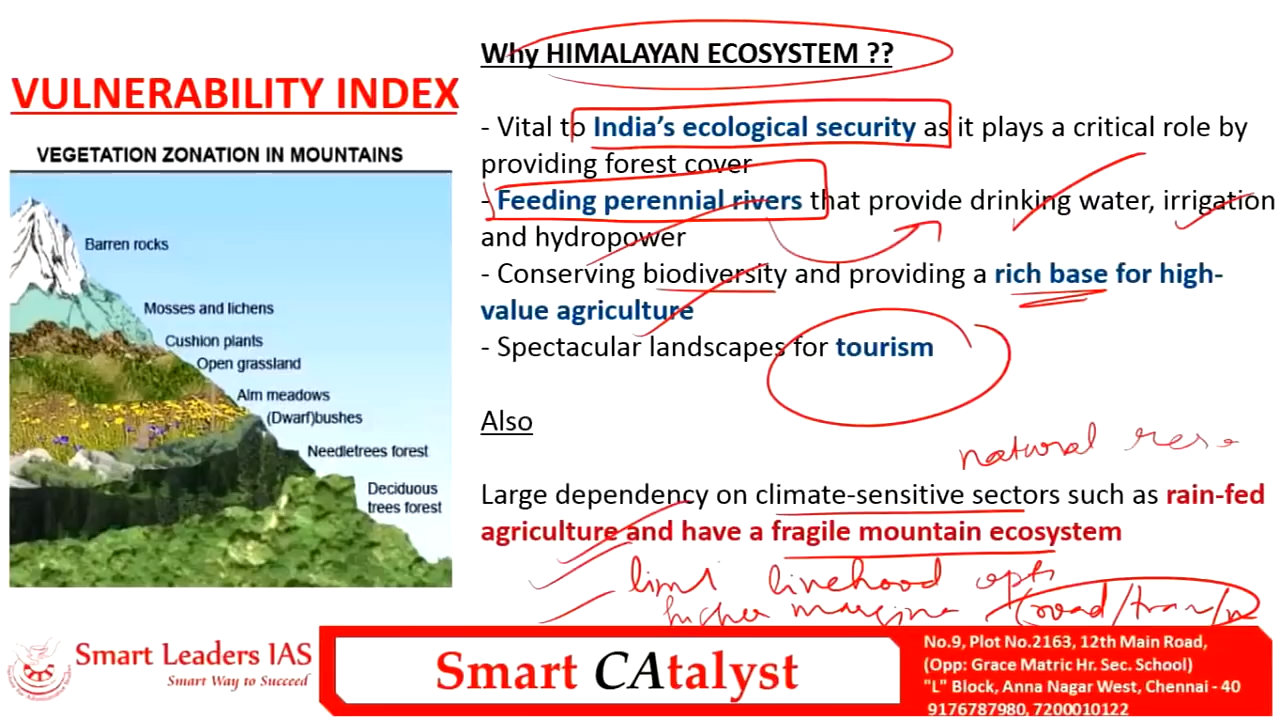 Why HIMALAYAN ECOSYSTEM ??
VULNERABILITY INDEX
VEGETATION ZONATION IN MOUNTAINS
Barren rocks
Mosses and lichens
Cushion plants
Open grassland
Alm meadows
(Dwarf)bushes
Needletrees forest
Deciduous
trees forest
- Vital to India's ecological security as it plays a critical role by
providing forest cover
- Feeding perennial rivers that provide drinking water, irrigation
and hydropower
- Conserving biodiversity and providing a rich base for high-
value agriculture
- Spectacular landscapes for tourism
Also
natural res
Large dependency on climate-sensitive sectors such as rain-fed
agriculture and have a fragile mountain ecosystem
livehood
higher (road/tran/
Smart Leaders IAS
Smart Way to Succeed
Smart CAtalyst
No.9, Plot No.2163, 12th Main Road,
(Opp: Grace Matric Hr. Sec. School)
"L" Block, Anna Nagar West, Chennai - 40
9176787980, 7200010122